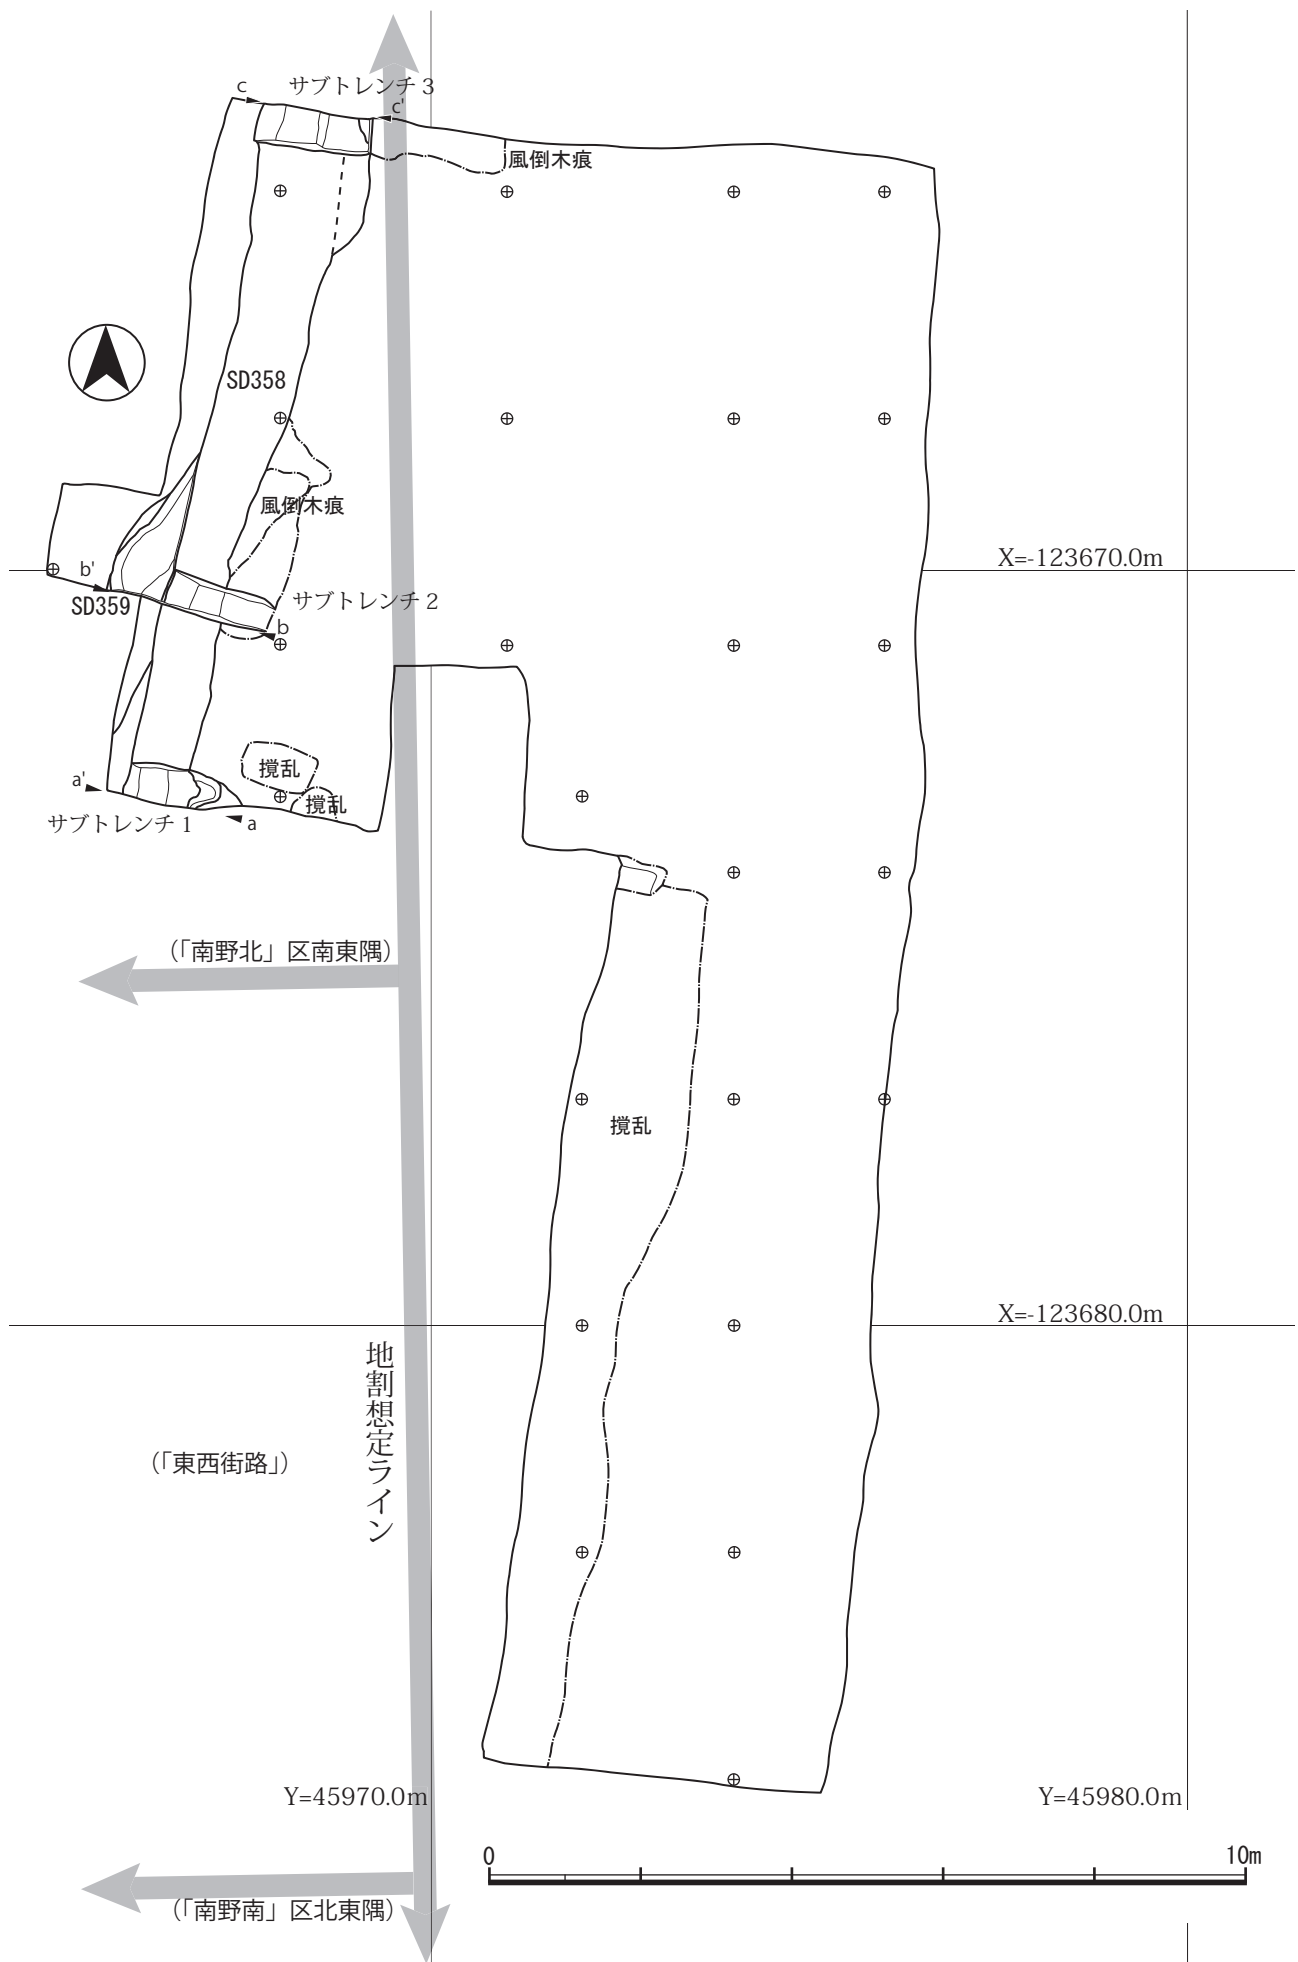 サブトレンチ 3
c
c'
風倒木痕
SD358
風倒木痕
X=-123670.0m
b'
SD359
サブトレンチ 2
b
a'
撹乱
撹乱
サブトレンチ 1
a
（「南野北」区南東隅）
撹乱
X=-123680.0m
地割想定ライン
（「東西街路」）
Y=45970.0m
Y=45980.0m
0
10m
（「南野南」区北東隅）